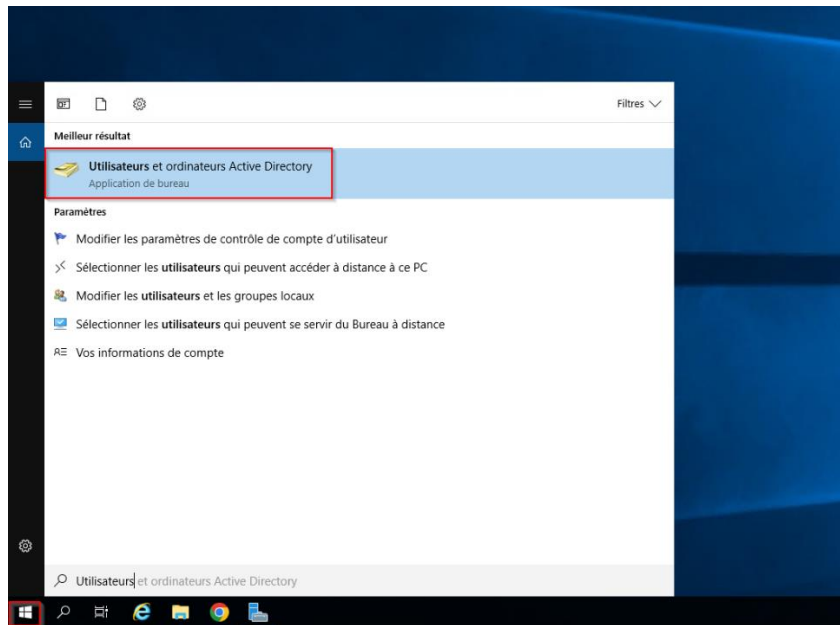 Filtres
Meilleur résultat
Utilisateurs et ordinateurs Active Directory
Application de bureau
Paramètres
Modifier les paramètres de contrôle de compte d'utilisateur
Sélectionner les utilisateurs qui peuvent accéder à distance à ce PC
Modifier les utilisateurs et les groupes locaux
Sélectionner les utilisateurs qui peuvent se servir du Bureau à distance
Vos informations de compte
Utilisateurs et ordinateurs Active Directory